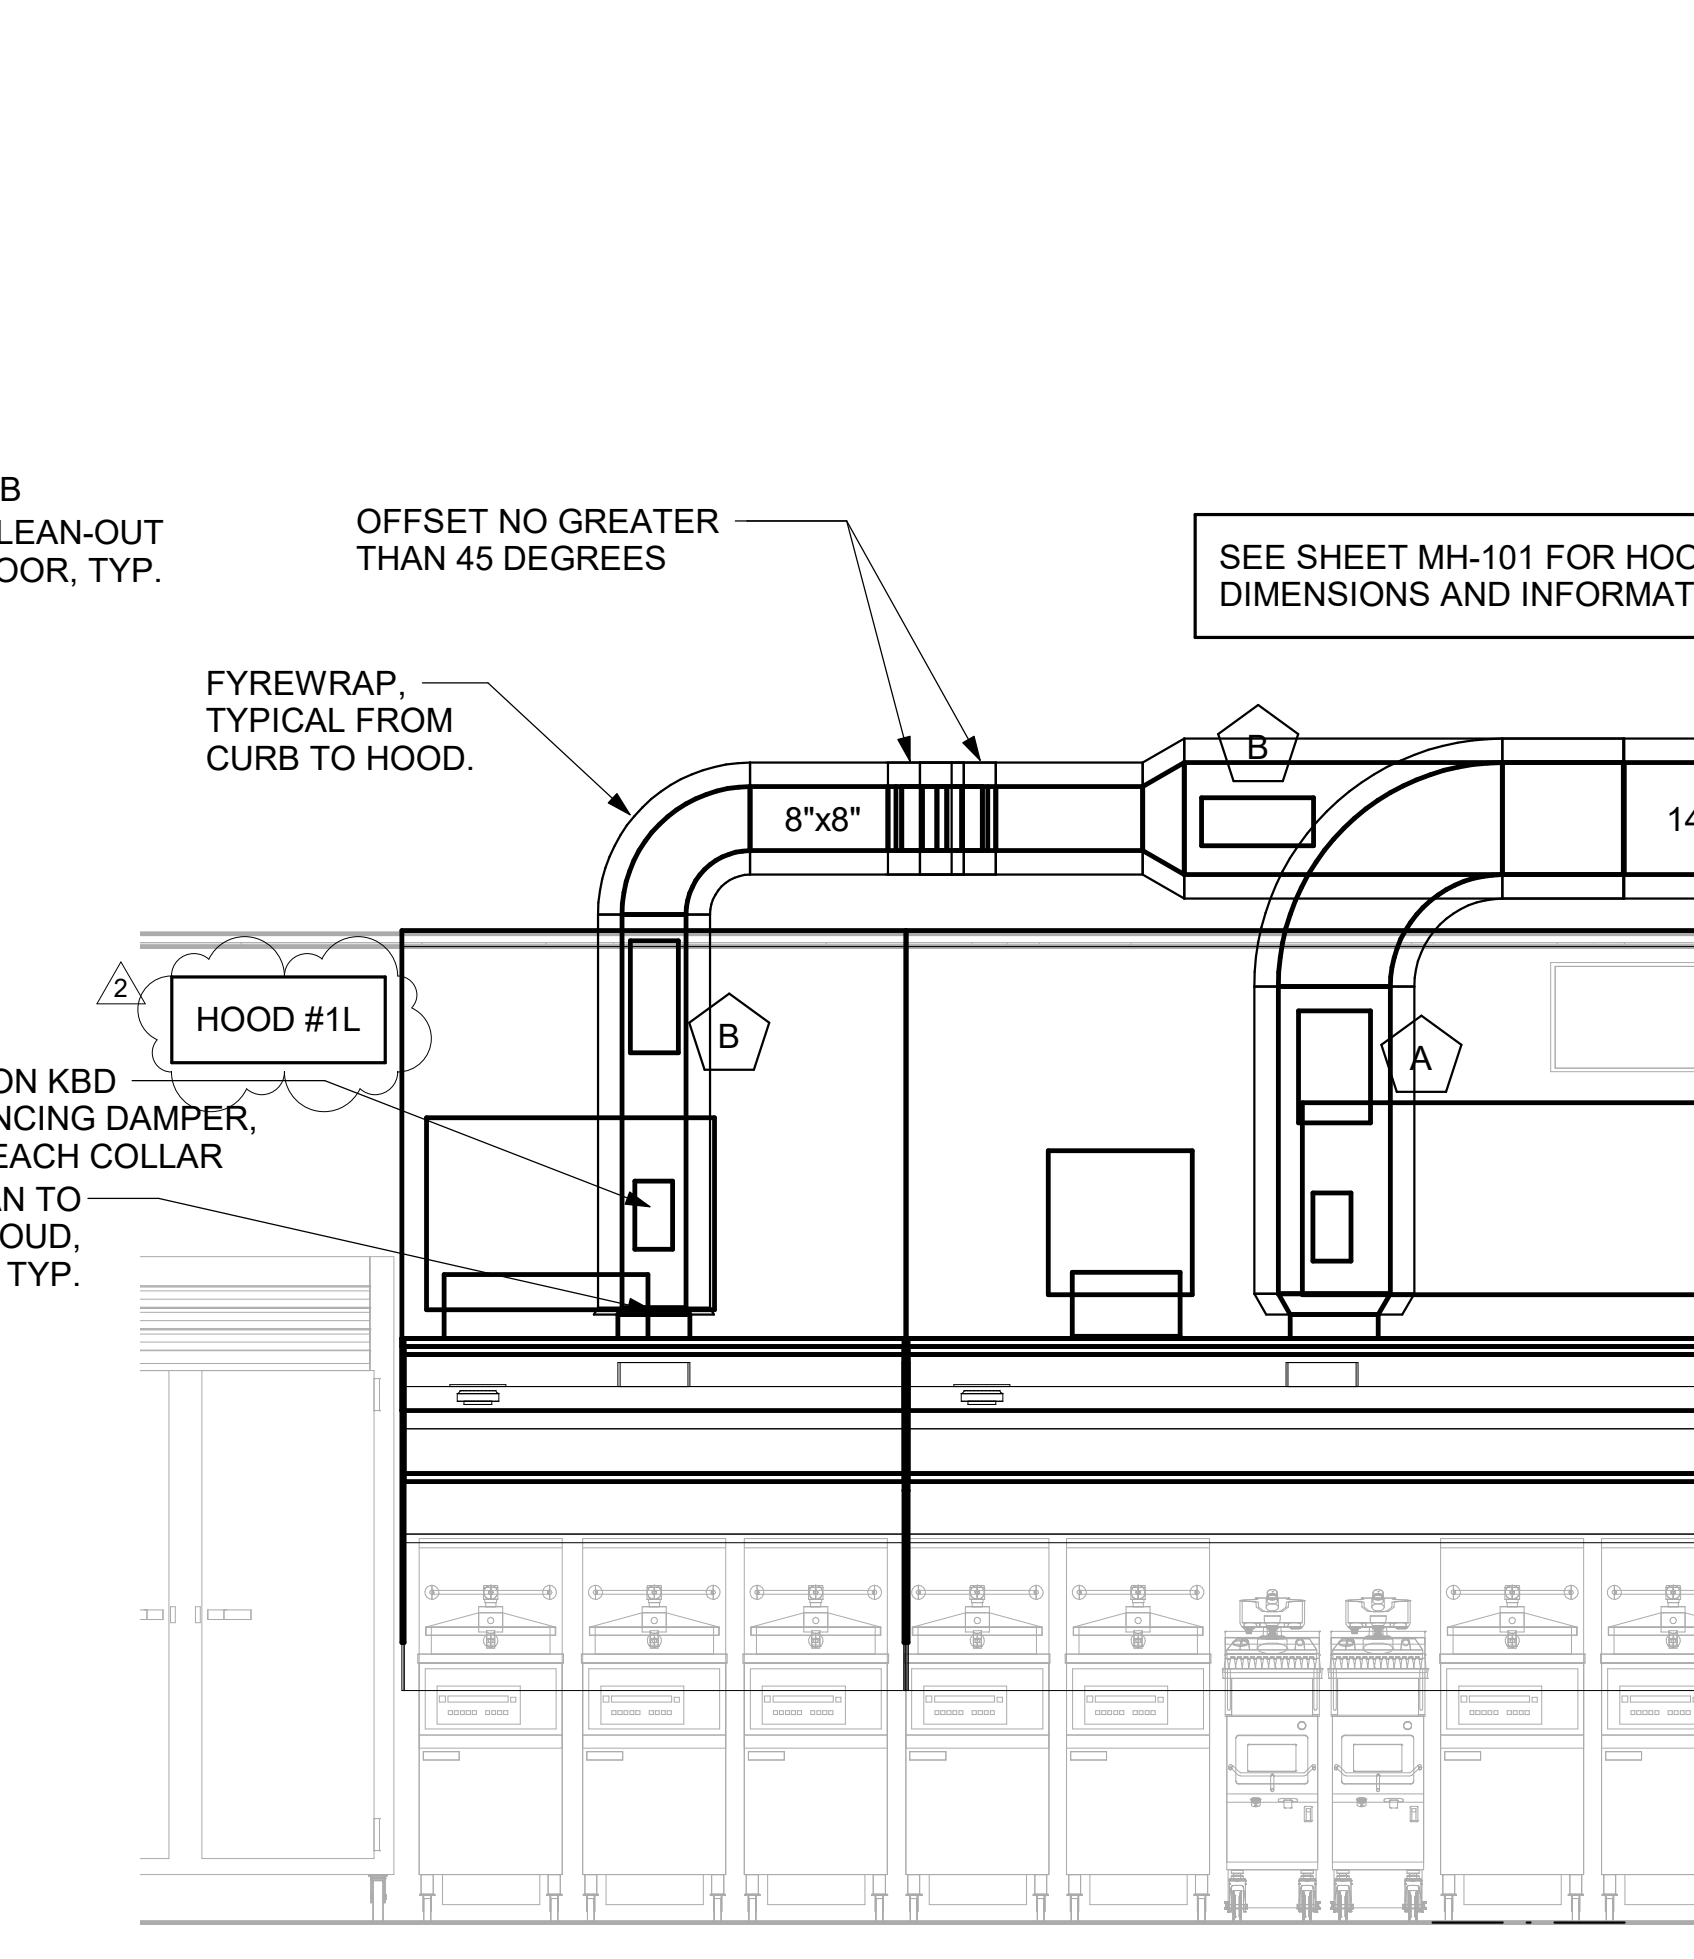 B
LEAN-OUT
OOR, TYP.
OFFSET NO GREATER
THAN 45 DEGREES
SEE SHEET MH-101 FOR HOO
DIMENSIONS AND INFORMAT
FYREWRAP,
TYPICAL FROM
CURB TO HOOD.
B
8"x8"
14
2
HOOD #1L
B
A
ON KBD
NCING DAMPER,
EACH COLLAR
AN TO
OUD,
TYP.